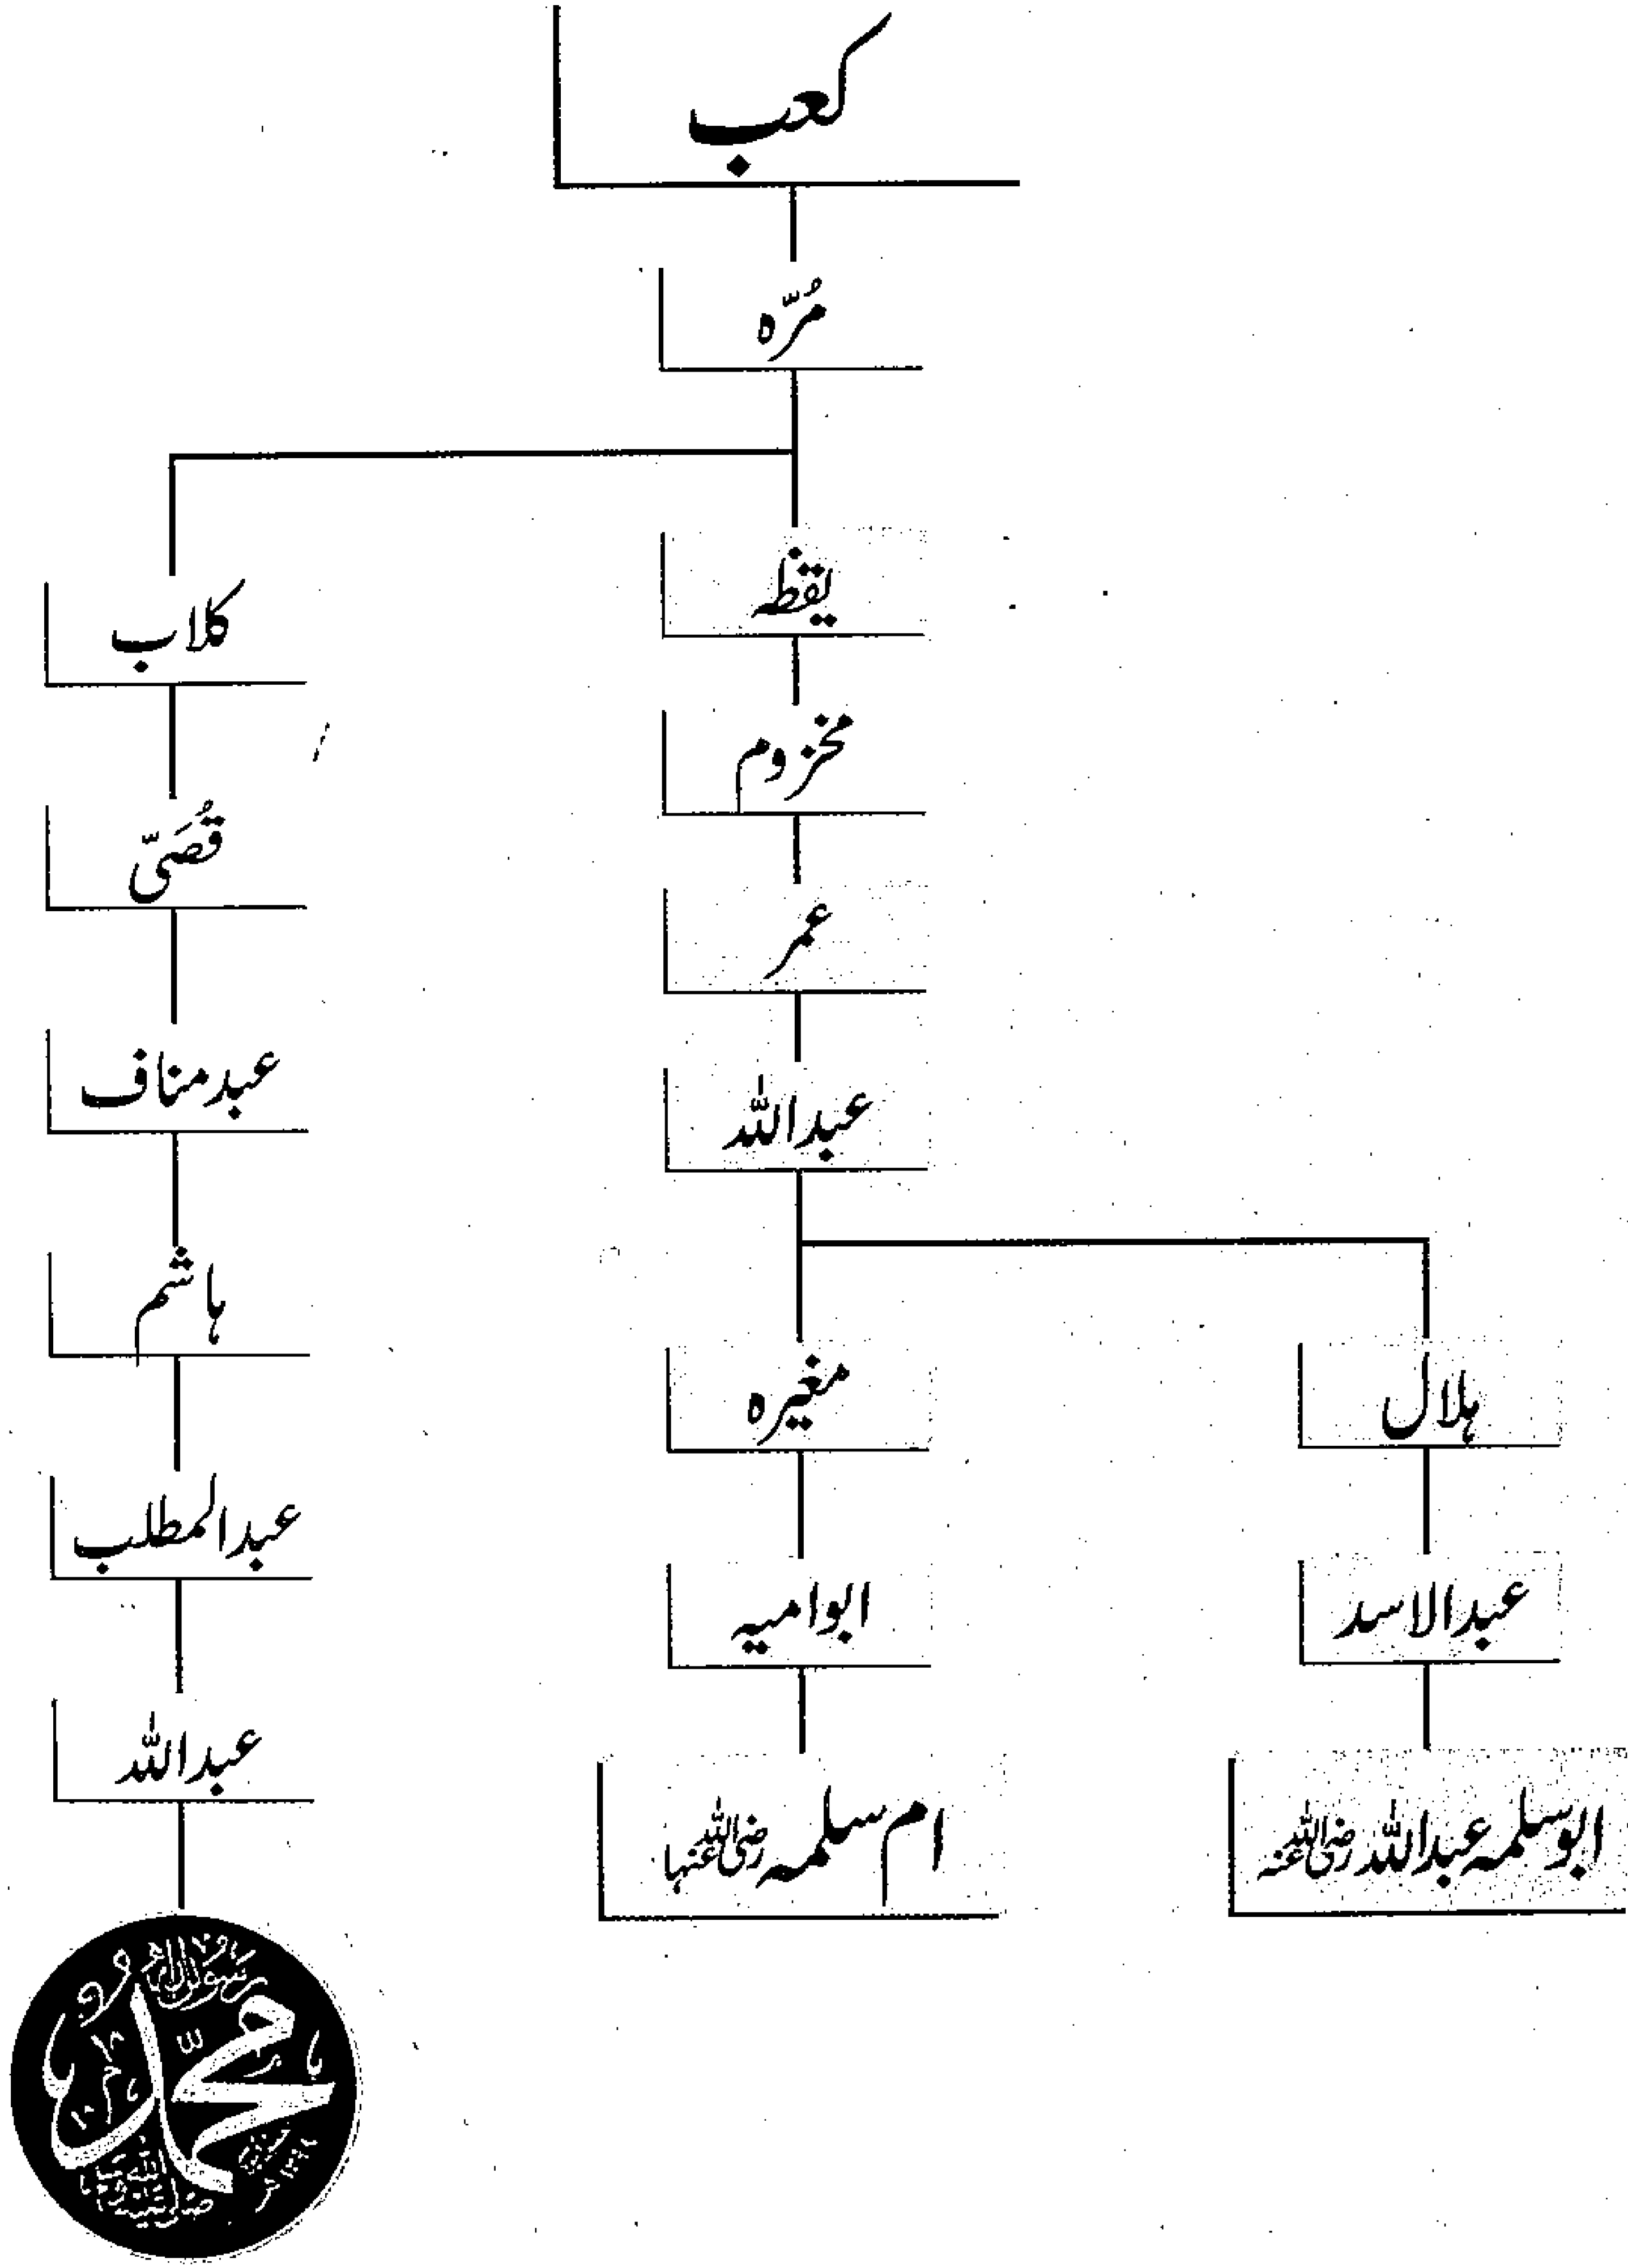 کعب
مُرّہ
یقظہ
کلاب
مخزوم
قُصَیّ
عمر
عبدمناف
عبداللہ
ہاشم
ہلال
مغیرہ
عبدالمطلب
عبدالاسد
ابوامیہ
عبداللہ
ابوسلمہ عبداللہ رضی اللہ عنہ
ام سلمہ رضی اللہ عنہا
محمد